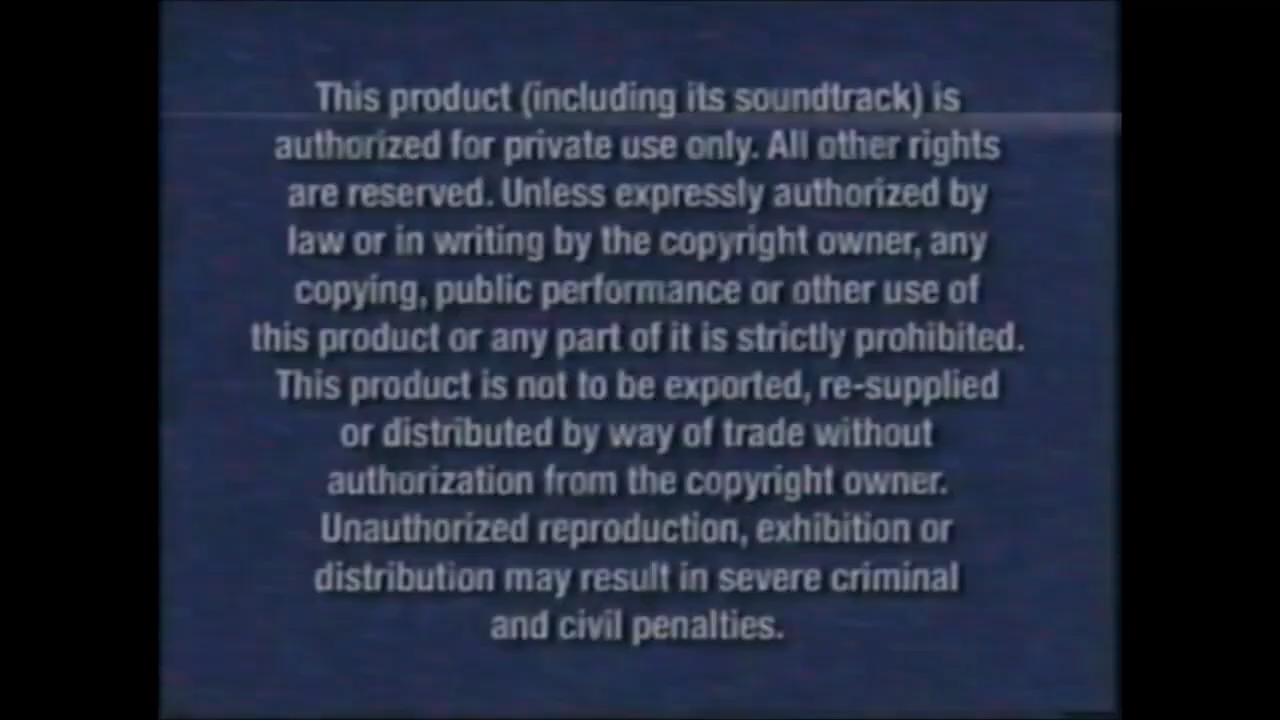 This product (including its soundtrack) is
authorized for private use only. All other rights
are reserved. Unless expressly authorized by
law or in writing by the copyright owner, any
copying, public performance or other use of
this product or any part of it is strictly prohibited.
This product is not to be exported, re-supplied
or distributed by way of trade without
authorization from the copyright owner.
Unauthorized reproduction, exhibition or
distribution may result in severe criminal
and civil penalties.